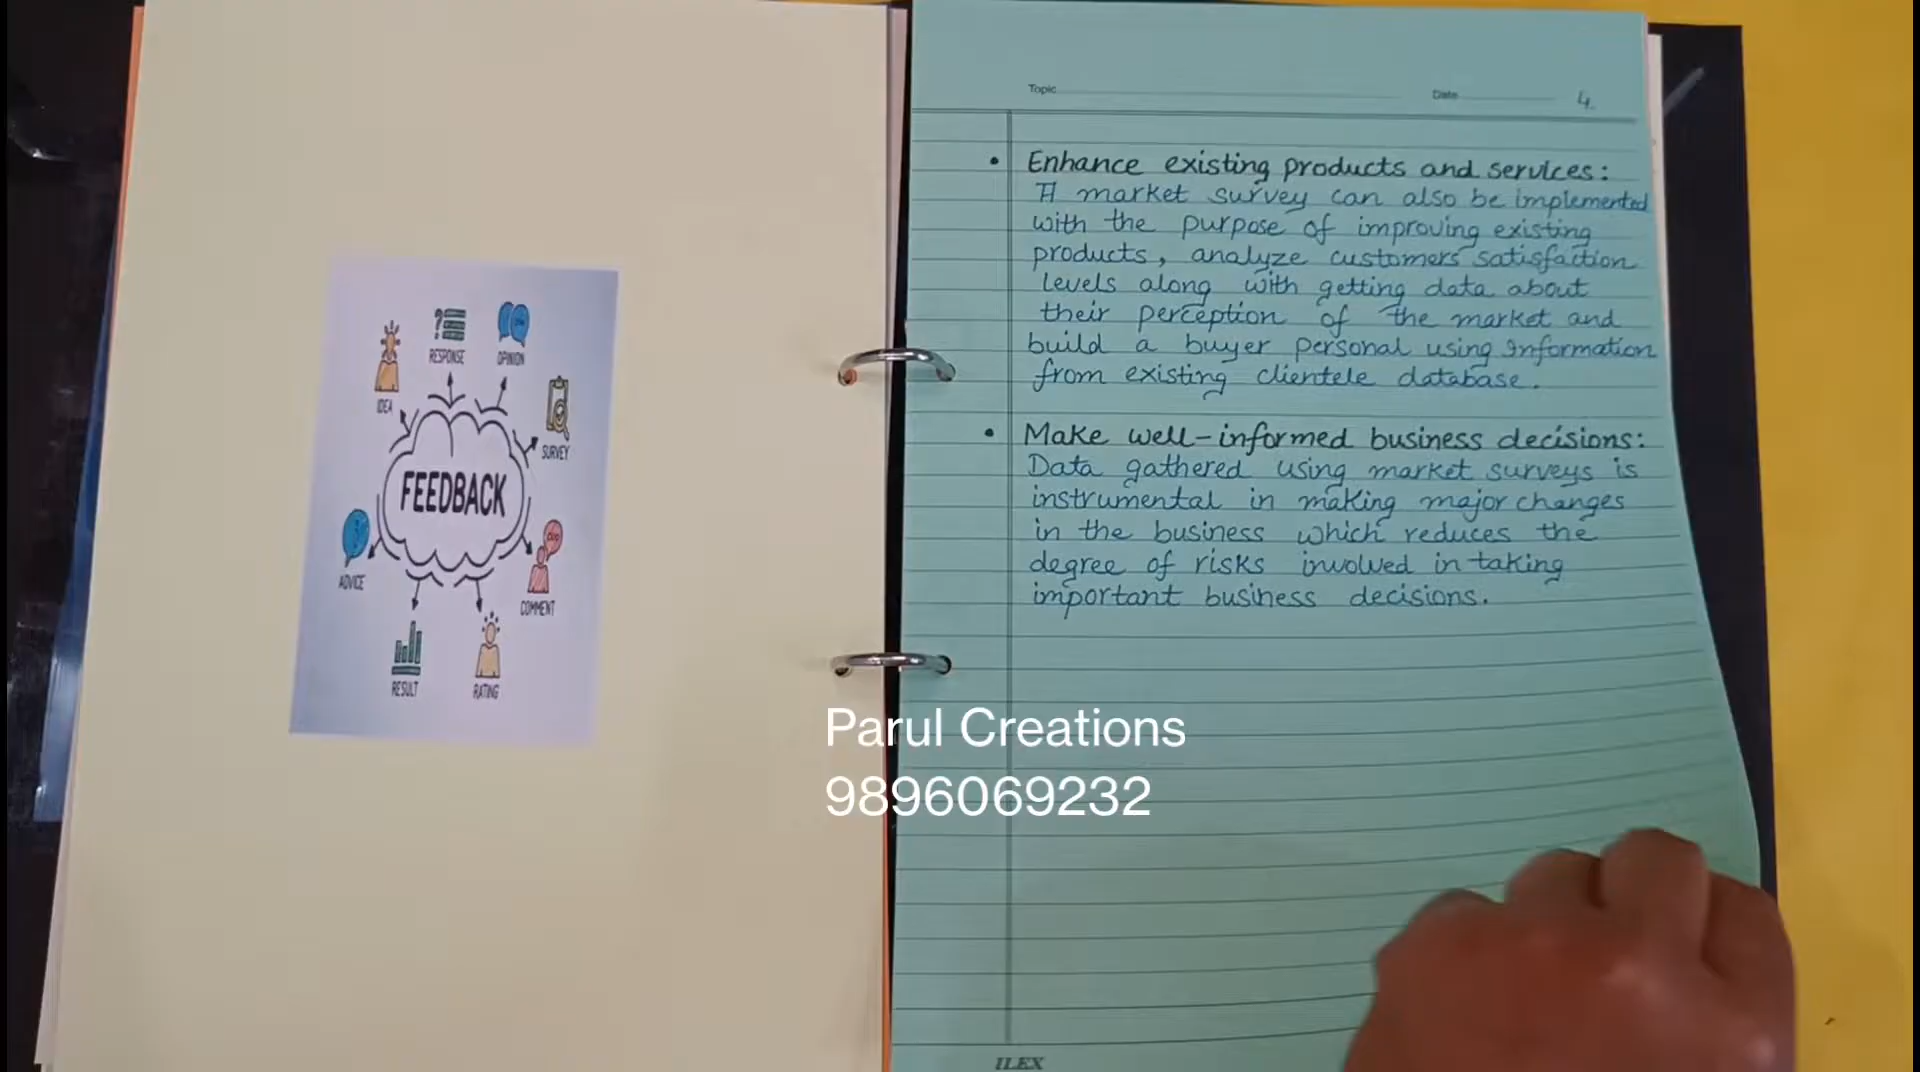 RESPONSE
OPINION
IDEA
SURVEY
FEEDBACK
ADVICE
COMMENT
RESULT
RATING
Topic
Date
4.
• Enhance existing products and services:
A market survey can also be implemented
with the purpose of improving existing
products, analyze customers' satisfaction
levels along with getting data about
their perception of the market and
build a buyer personal using information
from existing clientele database.
• Make well-informed business decisions:
Data gathered using market surveys is
instrumental in making major changes
in the business which reduces the
degree of risks involved in taking
important business decisions.
Parul Creations
9896069232
ILEX